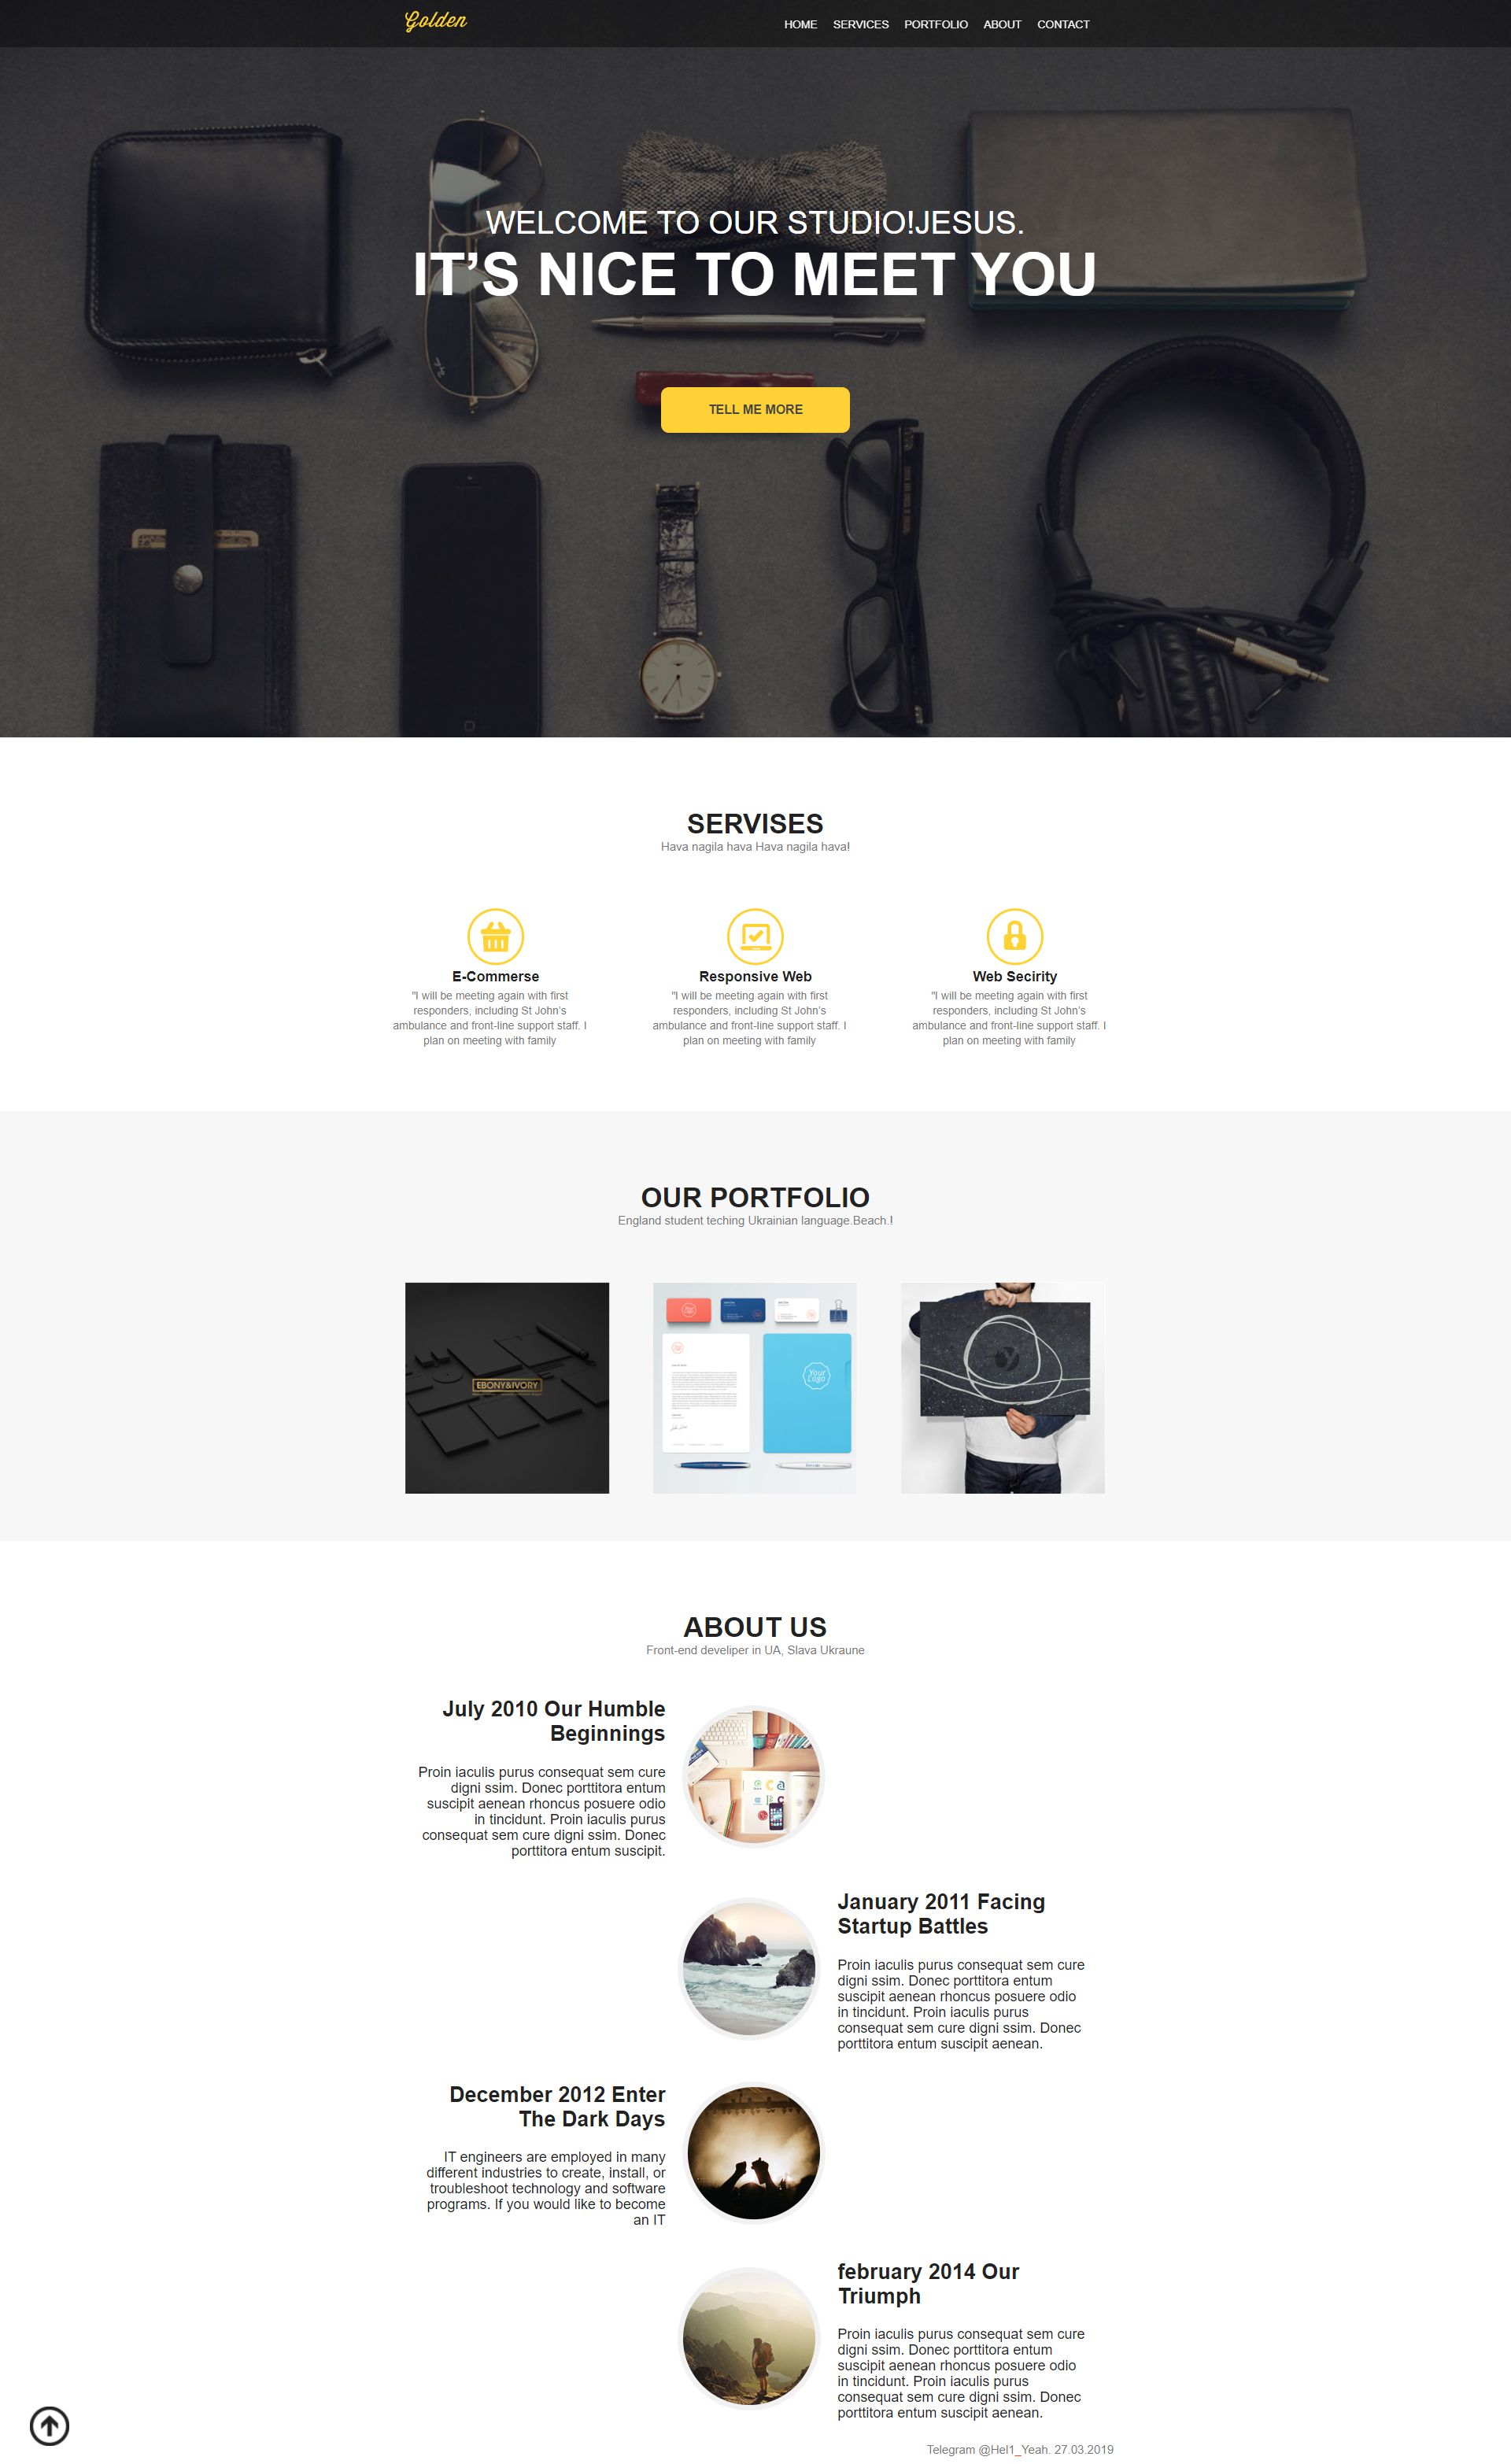 Golden
HOME SERVICES PORTFOLIO ABOUT CONTACT
WELCOME TO OUR STUDIO!JESUS.
IT’S NICE TO MEET YOU
TELL ME MORE
SERVISES
Hava nagila hava Hava nagila hava!
E-Commerse
"I will be meeting again with first
responders, including St John’s
ambulance and front-line support staff. I
plan on meeting with family
Responsive Web
"I will be meeting again with first
responders, including St John’s
ambulance and front-line support staff. I
plan on meeting with family
Web Secirity
"I will be meeting again with first
responders, including St John’s
ambulance and front-line support staff. I
plan on meeting with family
OUR PORTFOLIO
England student teching Ukrainian language.Beach.!
EBONY&IVORY
Your
Logo
ABOUT US
Front-end develiper in UA, Slava Ukraune
July 2010 Our Humble
Beginnings
Proin iaculis purus consequat sem cure
digni ssim. Donec porttitora entum
suscipit aenean rhoncus posuere odio
in tincidunt. Proin iaculis purus
consequat sem cure digni ssim. Donec
porttitora entum suscipit.
January 2011 Facing
Startup Battles
Proin iaculis purus consequat sem cure
digni ssim. Donec porttitora entum
suscipit aenean rhoncus posuere odio
in tincidunt. Proin iaculis purus
consequat sem cure digni ssim. Donec
porttitora entum suscipit aenean.
December 2012 Enter
The Dark Days
IT engineers are employed in many
different industries to create, install, or
troubleshoot technology and software
programs. If you would like to become
an IT
february 2014 Our
Triumph
Proin iaculis purus consequat sem cure
digni ssim. Donec porttitora entum
suscipit aenean rhoncus posuere odio
in tincidunt. Proin iaculis purus
consequat sem cure digni ssim. Donec
porttitora entum suscipit aenean.
Telegram @Hel1_Yeah. 27.03.2019